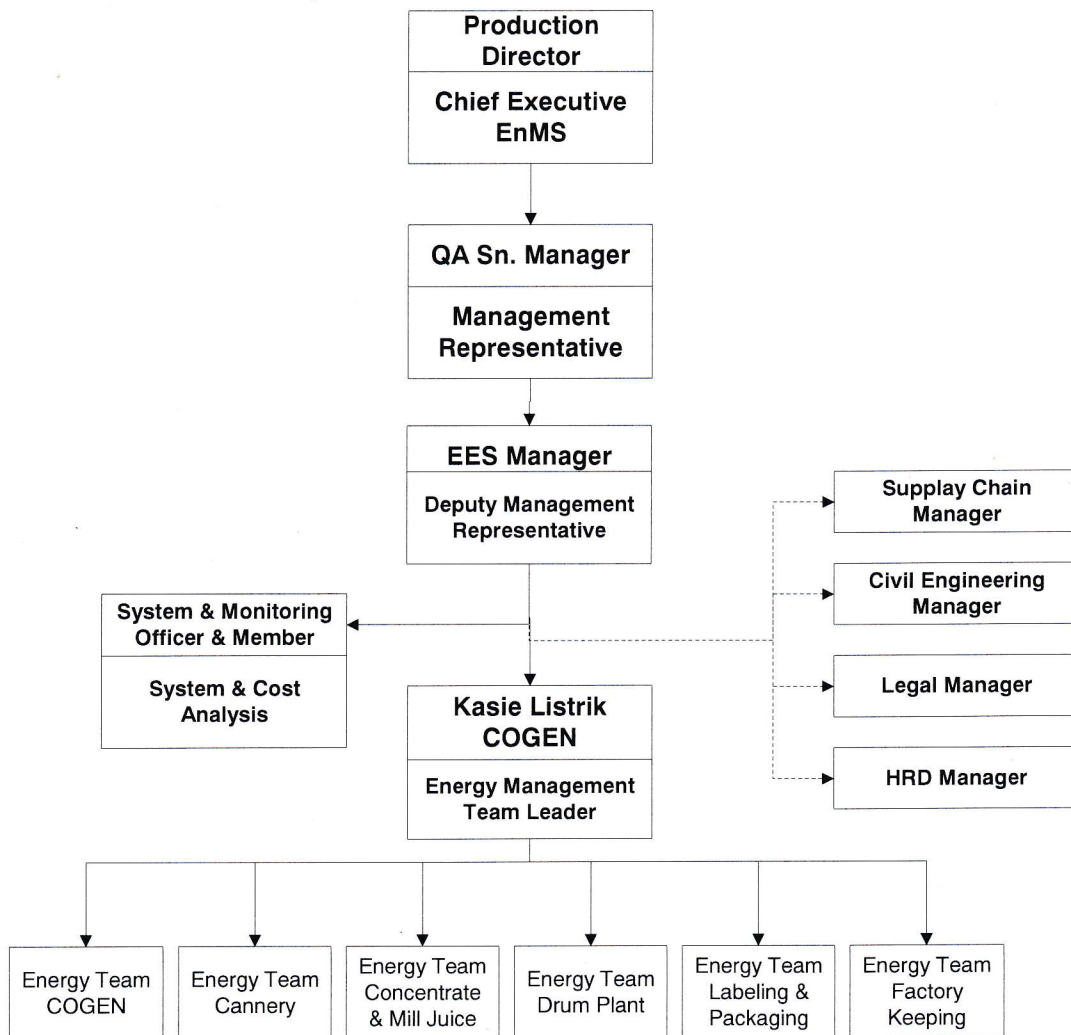 Production
Director
Chief Executive
EnMS
QA Sn. Manager
Management
Representative
EES Manager
Deputy Management
Representative
Supplay Chain
Manager
Civil Engineering
Manager
Legal Manager
HRD Manager
System & Monitoring
Officer & Member
System & Cost
Analysis
Kasie Listrik
COGEN
Energy Management
Team Leader
Energy Team
COGEN
Energy Team
Cannery
Energy Team
Concentrate
& Mill Juice
Energy Team
Drum Plant
Energy Team
Labeling &
Packaging
Energy Team
Factory
Keeping